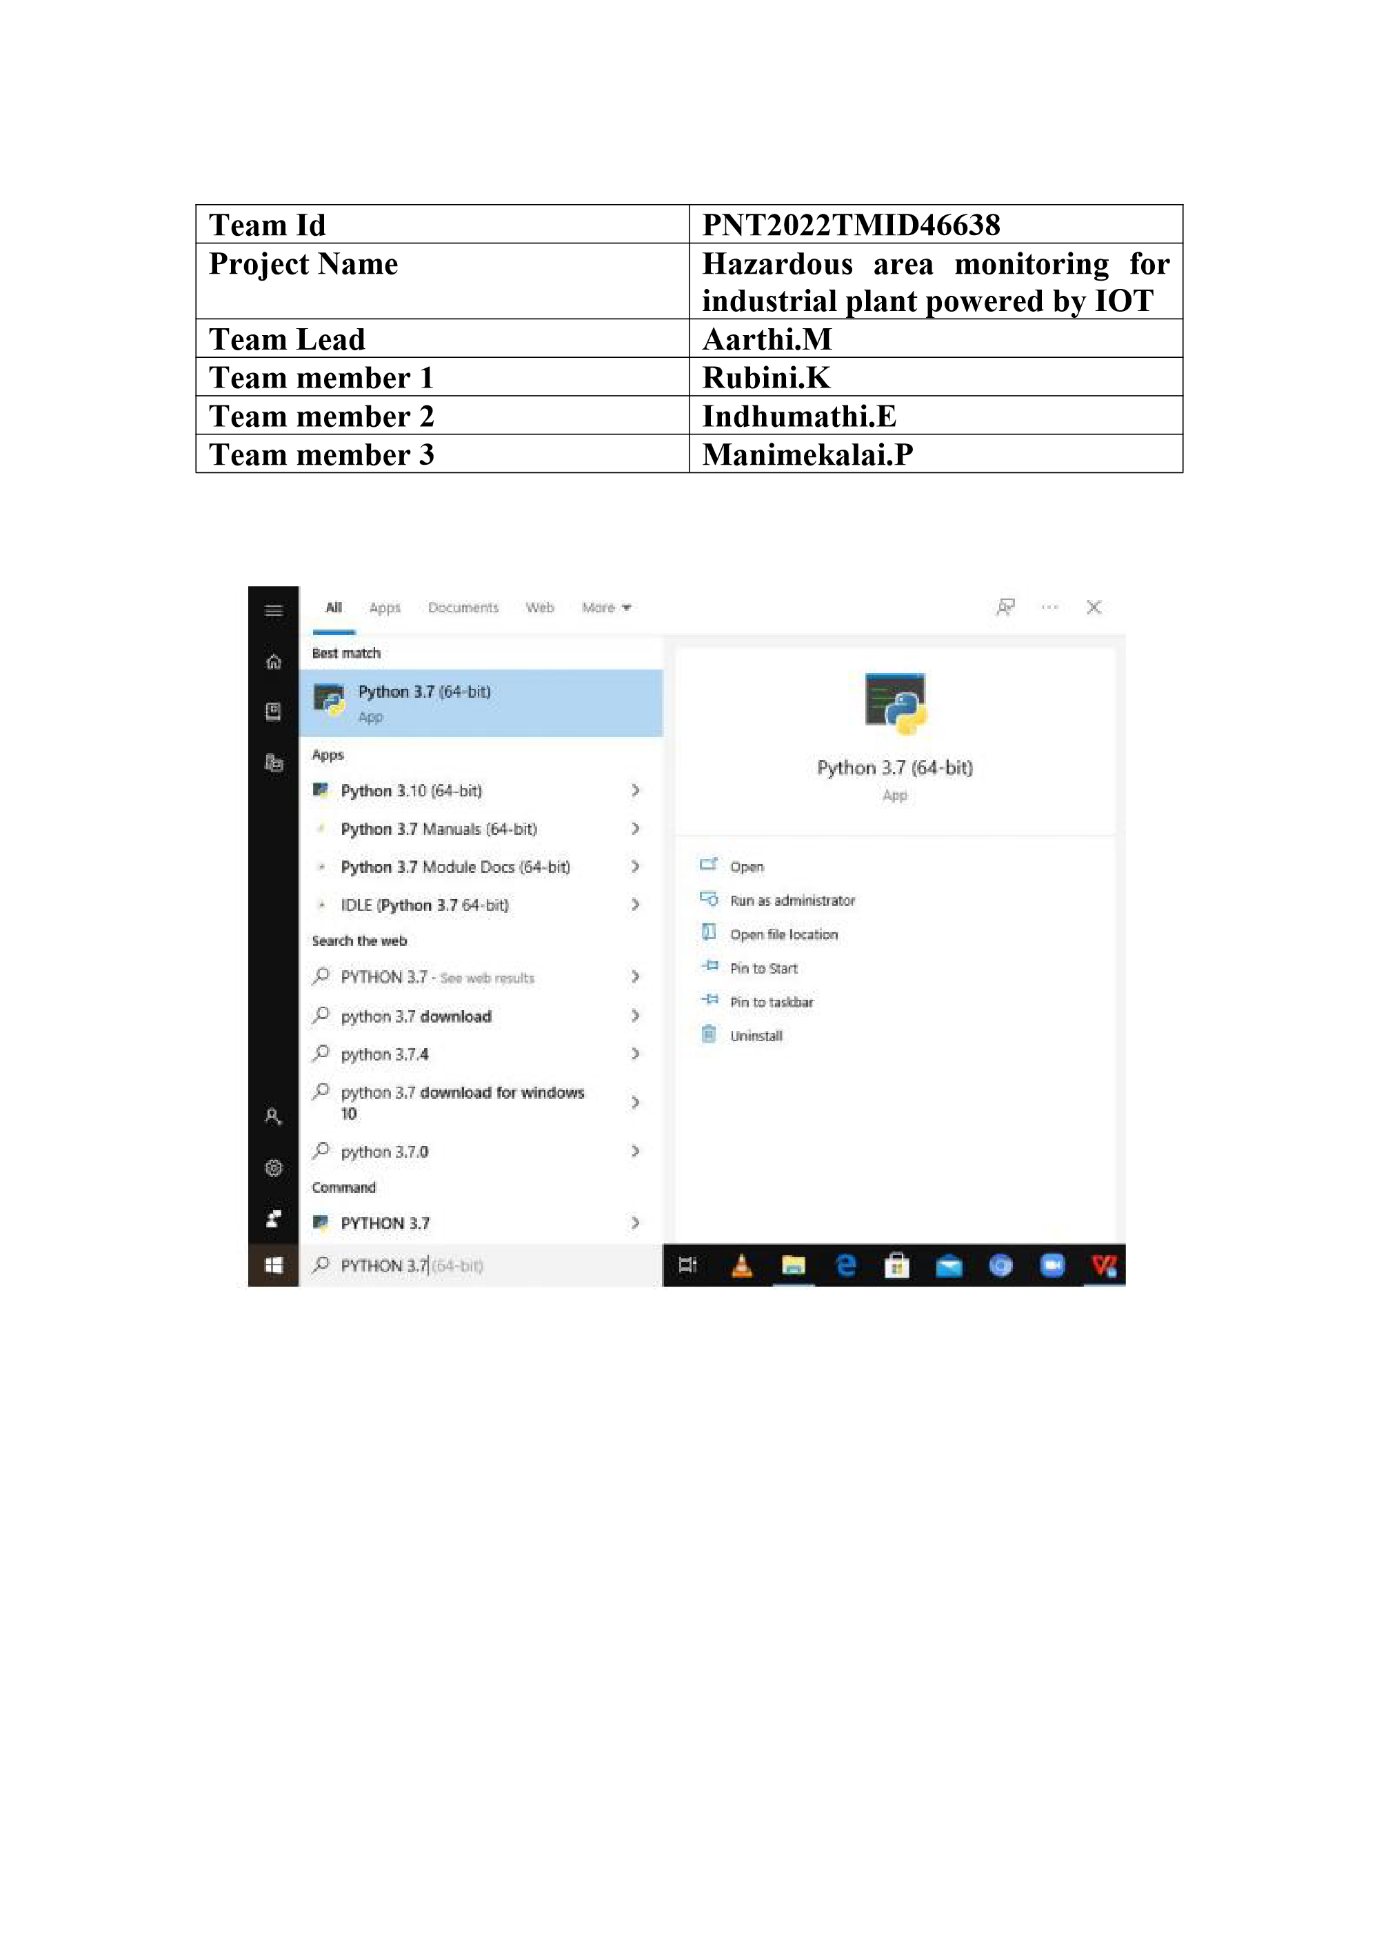 Team Id PNT2022TMID46638
Project Name Hazardous area monitoring for
industrial plant powered by IOT
Team Lead Aarthi.M
Team member 1 Rubini.K
Team member 2 Indhumathi.E
Team member 3 Manimekalai.P
All Apps Documents Web More
Best match
Python 3.7 (64-bit)
App
Apps
Python 3.10 (64-bit)
Python 3.7 Manuals (64-bit)
Python 3.7 Module Docs (64-bit)
IDLE (Python 3.7 64-bit)
Search the web
PYTHON 3.7 - See web results
python 3.7 download
python 3.7.4
python 3.7 download for windows
10
python 3.7.0
Command
PYTHON 3.7
PYTHON 3.7 (64-bit)
Python 3.7 (64-bit)
App
Open
Run as administrator
Open file location
Pin to Start
Pin to taskbar
Uninstall